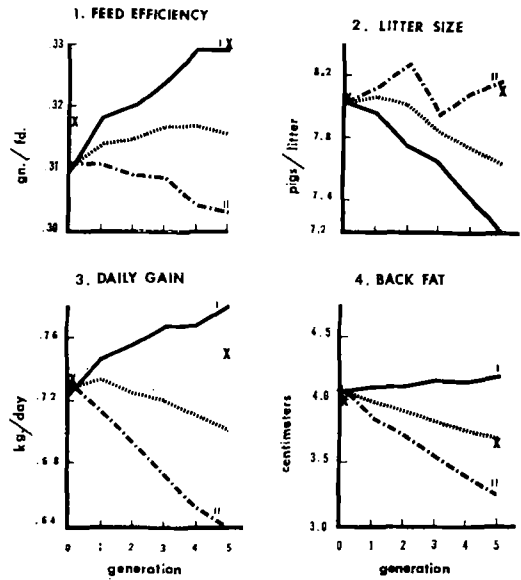 1. FEED EFFICIENCY
.33
.32
.31
.30
gn./fd.
I
X
X
II
2. LITTER SIZE
8.2
7.8
7.4
7.2
pigs/litter
II
X
X
I
3. DAILY GAIN
.76
.72
.68
.64
kg/day
I
X
X
II
0 1 2 3 4 5
generation
4. BACK FAT
4.5
4.0
3.5
3.0
centimeters
I
X
X
II
0 1 2 3 4 5
generation